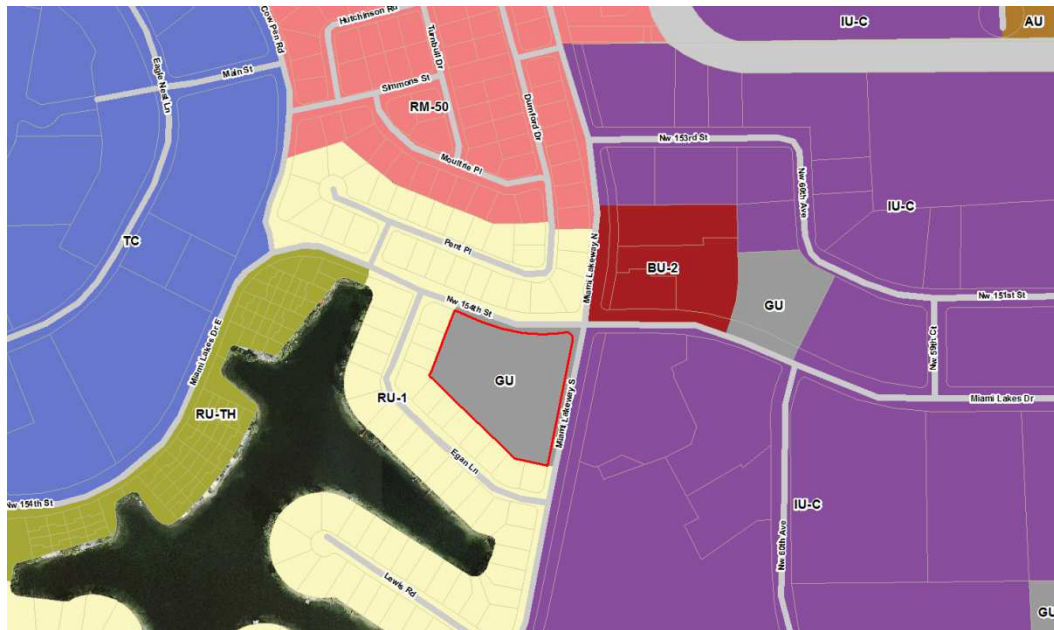 Cow Pen Rd
Hutchinson Rd
Turnbull Dr
IU-C
AU
Eagle Nest Ln
Main St
Simmons St
RM-50
Dumford Dr
Moultrie Pl
Nw 153rd St
Nw 60th Ave
IU-C
TC
Pent Pl
Miami Lakeway N
BU-2
GU
Nw 154th St
Nw 151st St
Miami Lakes Dr E
GU
Nw 59th Ct
RU-1
Miami Lakeway S
Miami Lakes Dr
RU-TH
Egan Ln
Nw 154th St
IU-C
Nw 60th Ave
Lewis Rd
GU